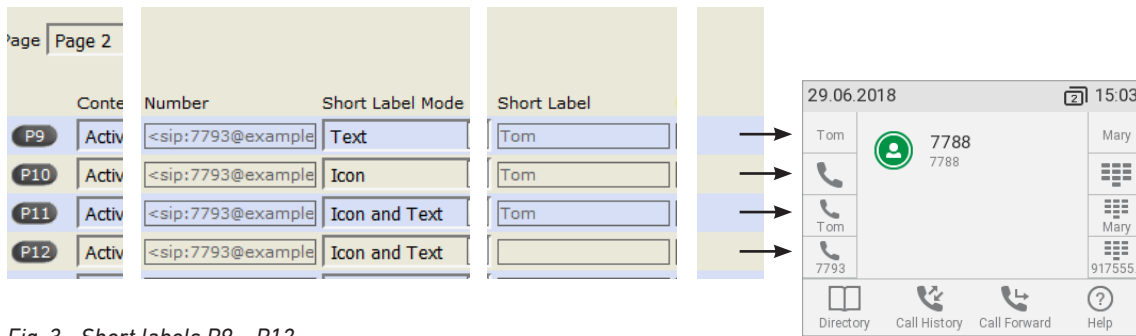 Page Page 2
Conte Number Short Label Mode Short Label
P9 Activ <sip:7793@example Text Tom
P10 Activ <sip:7793@example Icon Tom
P11 Activ <sip:7793@example Icon and Text Tom
P12 Activ <sip:7793@example Icon and Text
29.06.2018 2 15:03
Tom 7788 Mary
7788
Tom Mary
7793 917555
Directory Call History Call Forward Help
Fig. 3 Short labels P9 – P12